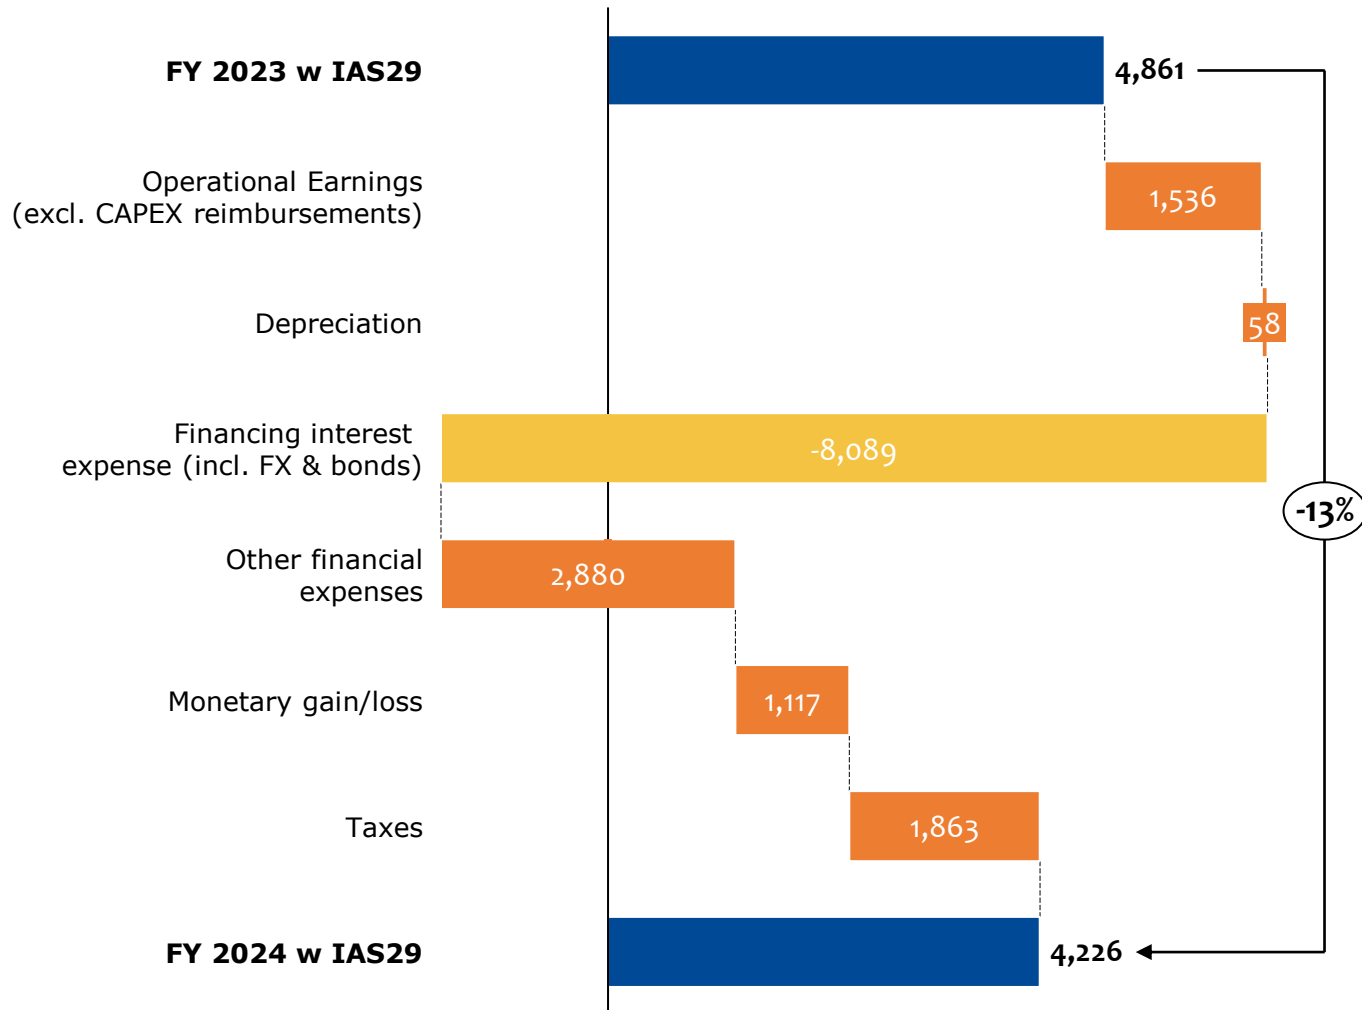 FY 2023 w IAS29
4,861
Operational Earnings
(excl. CAPEX reimbursements)
1,536
Depreciation
58
Financing interest
expense (incl. FX & bonds)
-8,089
-13%
Other financial
expenses
2,880
Monetary gain/loss
1,117
Taxes
1,863
FY 2024 w IAS29
4,226